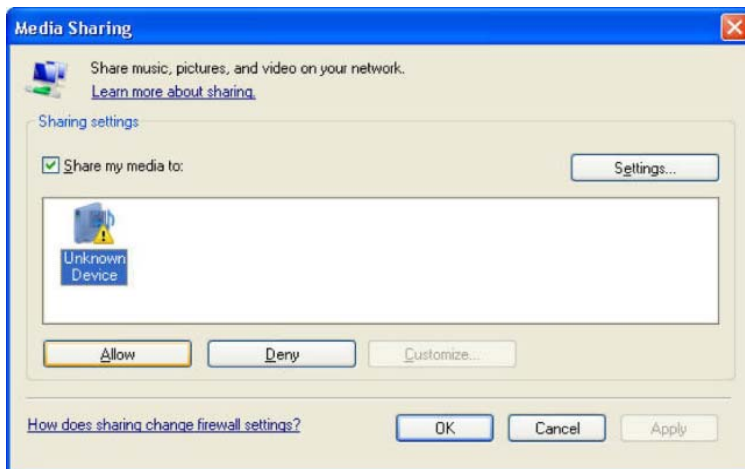 Media Sharing
Share music, pictures, and video on your network.
Learn more about sharing.
Sharing settings
Share my media to:
Settings...
Unknown
Device
Allow
Deny
Customize...
How does sharing change firewall settings?
OK
Cancel
Apply